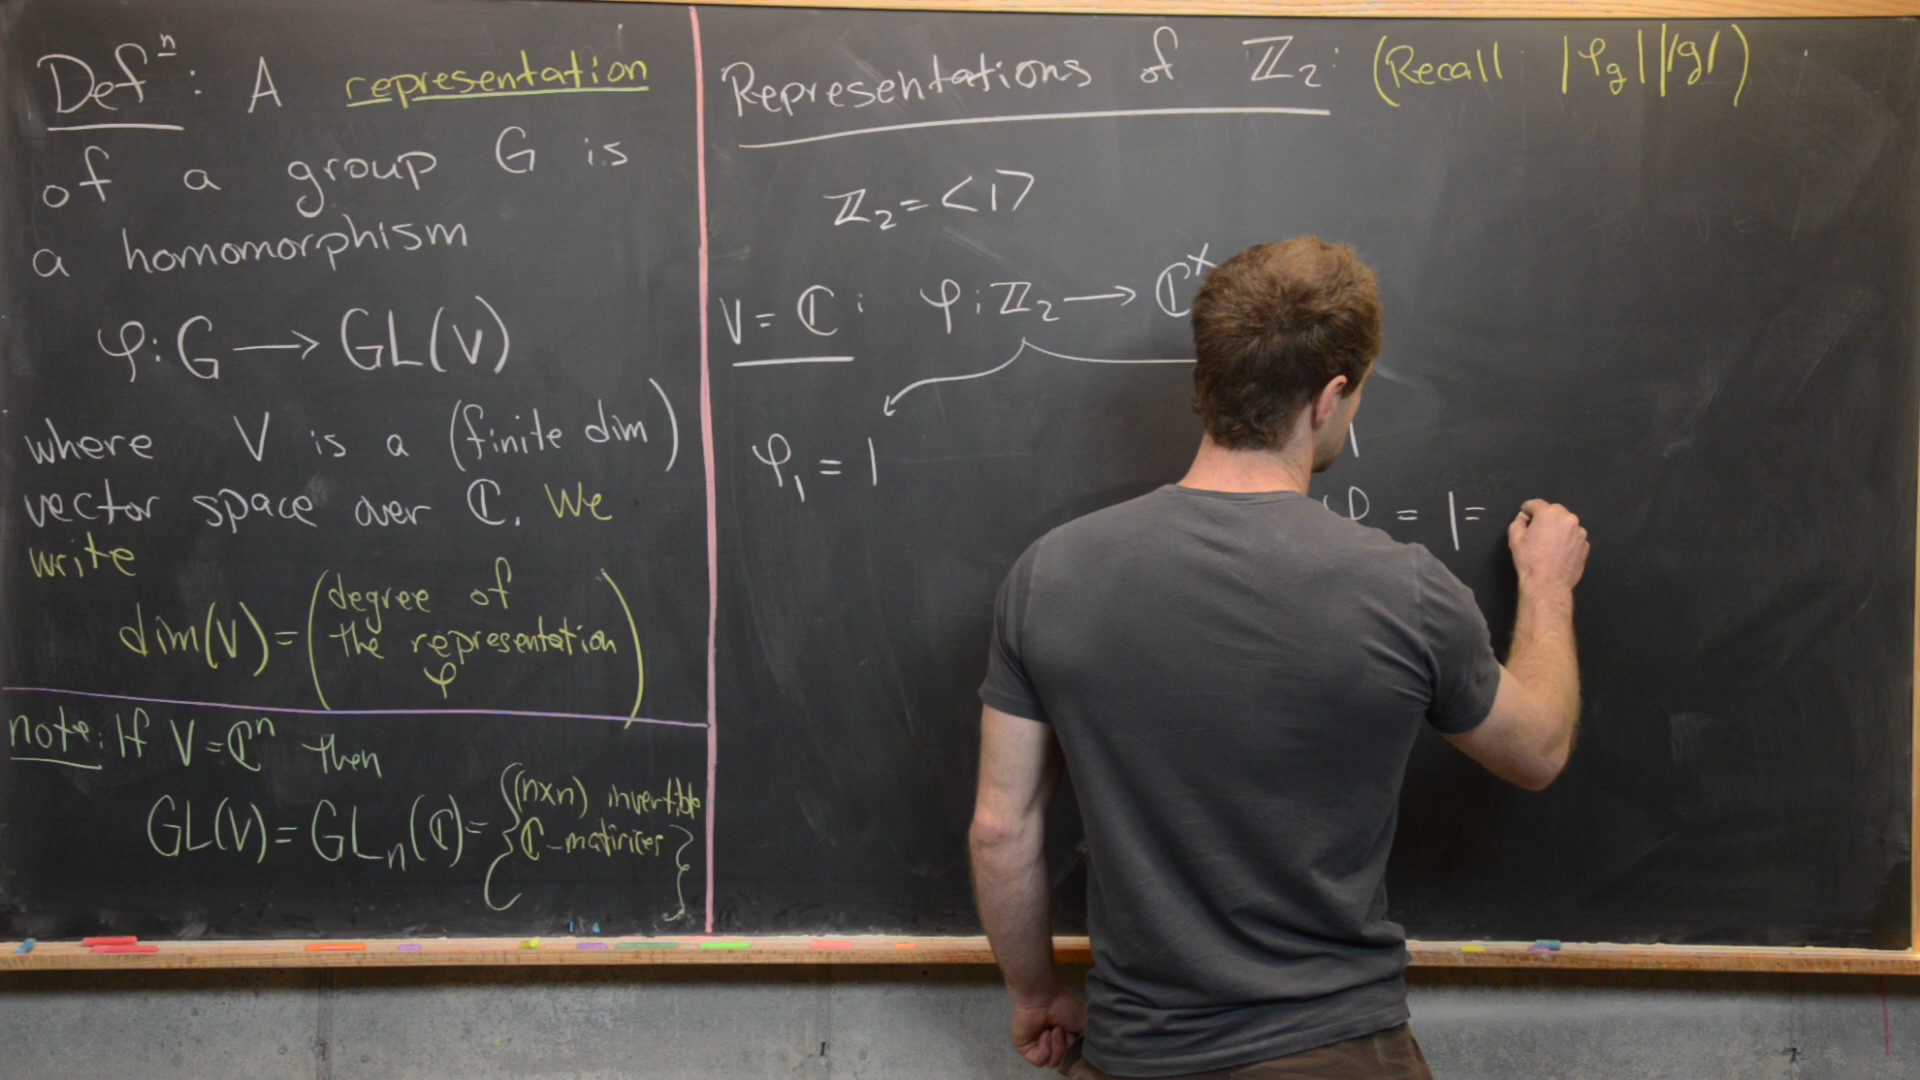 Defⁿ: A representation
of a group G is
a homomorphism
φ: G → GL(V)
where V is a (finite dim)
vector space over ℂ. We
write
dim(V) = (degree of
the representation
φ)
note: If V = ℂⁿ then
GL(V) = GLₙ(ℂ) = {(n×n) invertible
ℂ-matirices}
Representations of ℤ₂: (Recall |φ_g| | |g|)
ℤ₂ = <1>
V = ℂ: φ: ℤ₂ → ℂˣ
φ₁ = 1
φ = 1 =